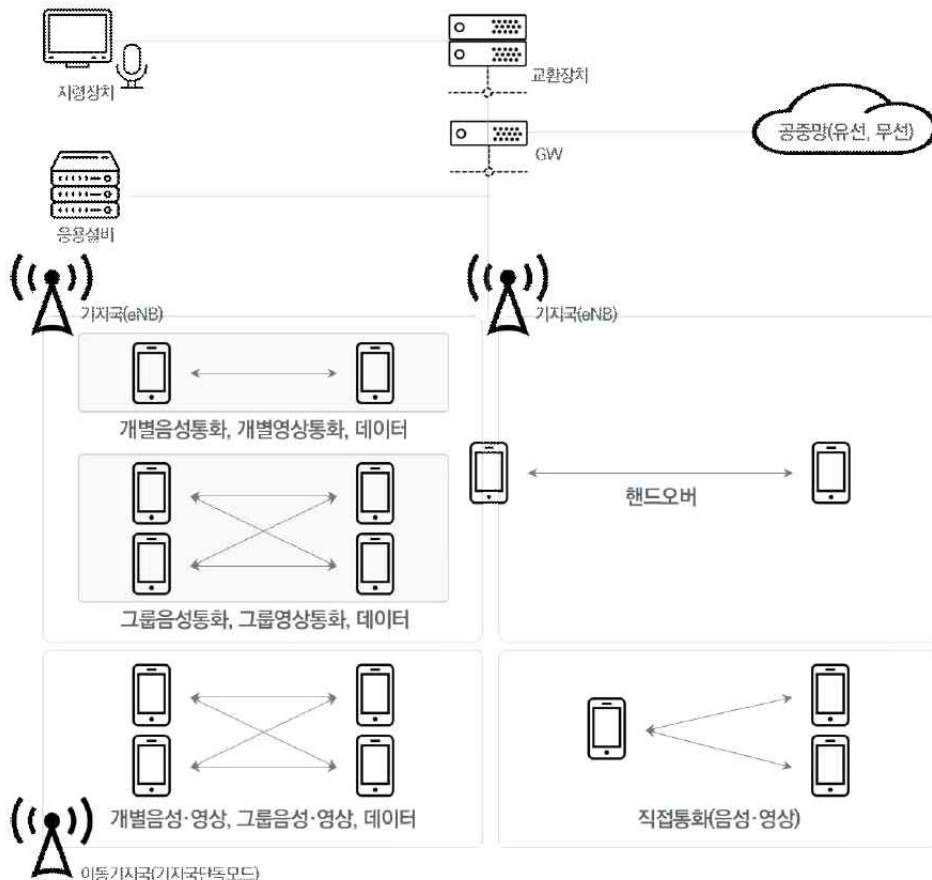 지령장치
교환장치
GW
공중망(유선, 무선)
응용설비
기지국(eNB)
기지국(eNB)
개별음성통화, 개별영상통화, 데이터
핸드오버
그룹음성통화, 그룹영상통화, 데이터
개별음성·영상, 그룹음성·영상, 데이터
직접통화(음성·영상)
이동기지국(기지국단독모드)